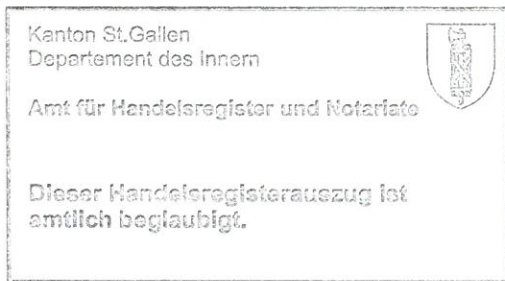 Kanton St.Gallen
Departement des Innern
Amt für Handelsregister und Notariate
Dieser Handelsregisterauszug ist
amtlich beglaubigt.